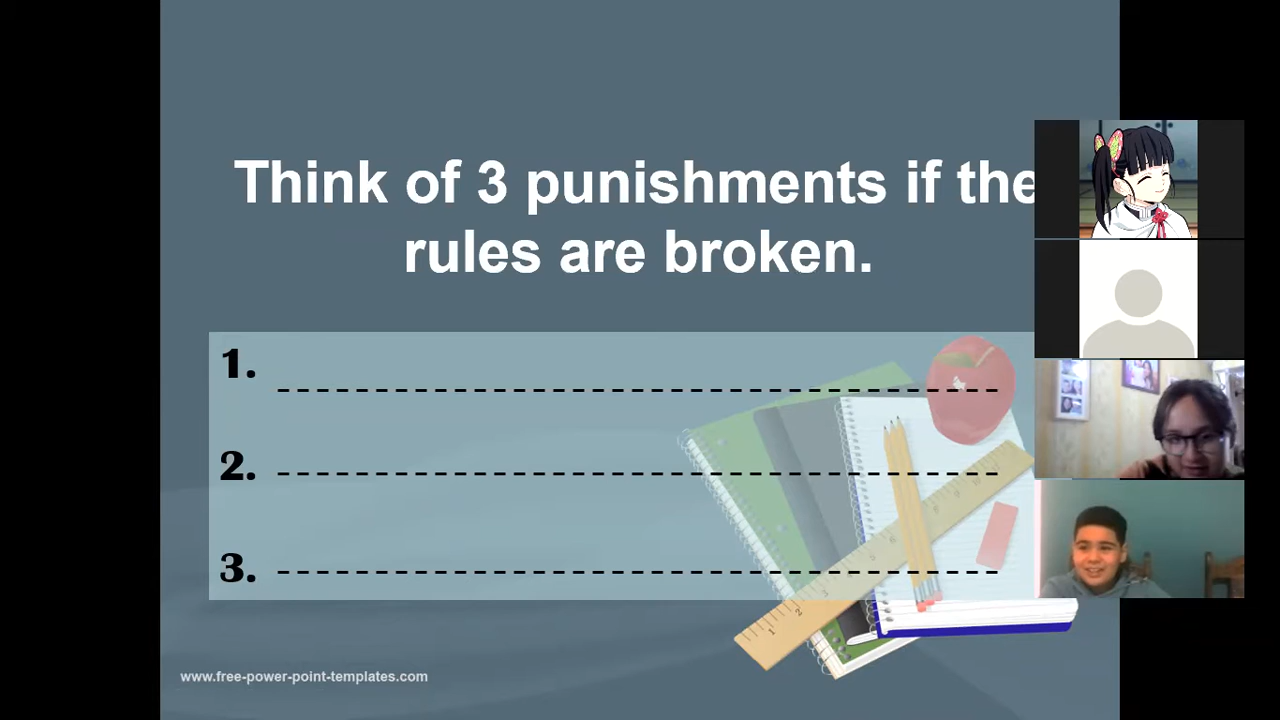 Think of 3 punishments if the
rules are broken.
1.
2.
3.
www.free-power-point-templates.com